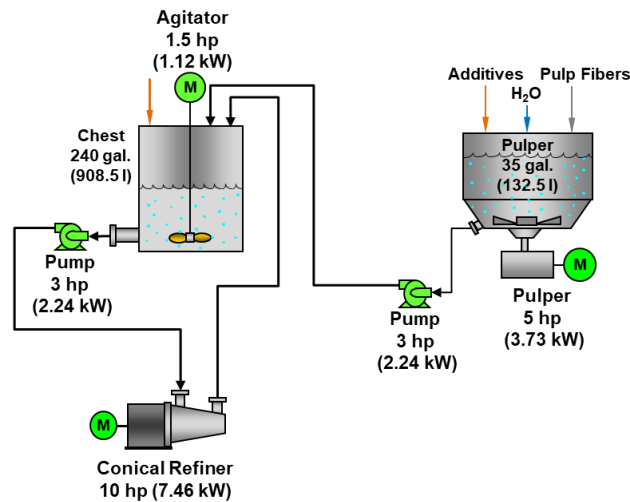 Agitator
1.5 hp
(1.12 kW)
M
Chest
240 gal.
(908.5 l)
Additives
H₂O
Pulp Fibers
Pulper
35 gal.
(132.5 l)
Pump
3 hp
(2.24 kW)
Pump
3 hp
(2.24 kW)
M
Pulper
5 hp
(3.73 kW)
M
Conical Refiner
10 hp (7.46 kW)